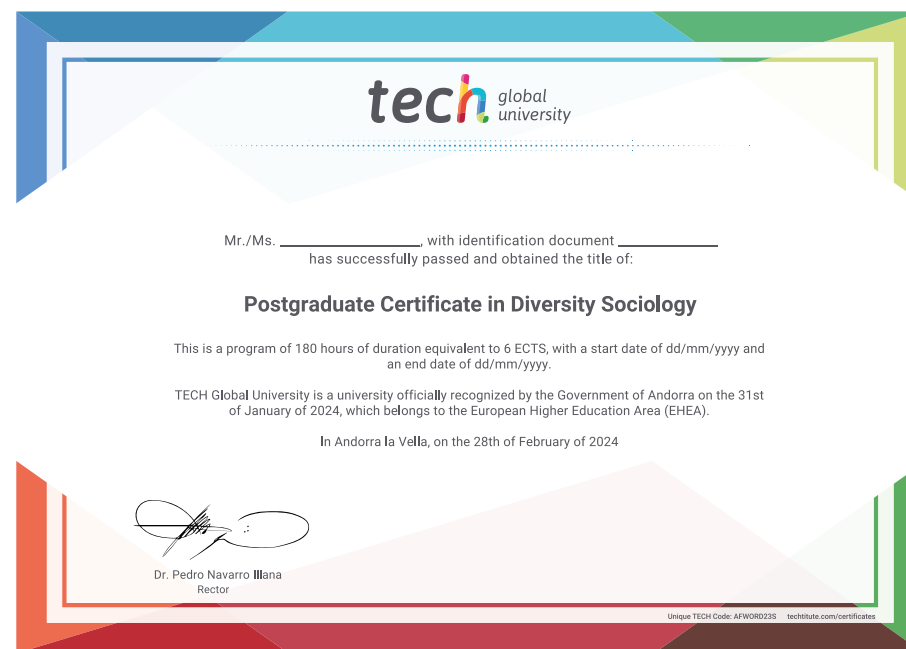 tech global
university
Mr./Ms. ____________________, with identification document ______________
has successfully passed and obtained the title of:
Postgraduate Certificate in Diversity Sociology
This is a program of 180 hours of duration equivalent to 6 ECTS, with a start date of dd/mm/yyyy and
an end date of dd/mm/yyyy.
TECH Global University is a university officially recognized by the Government of Andorra on the 31st
of January of 2024, which belongs to the European Higher Education Area (EHEA).
In Andorra la Vella, on the 28th of February of 2024
Dr. Pedro Navarro Illana
Rector
Unique TECH Code: AFWORD23S techtitute.com/certificates